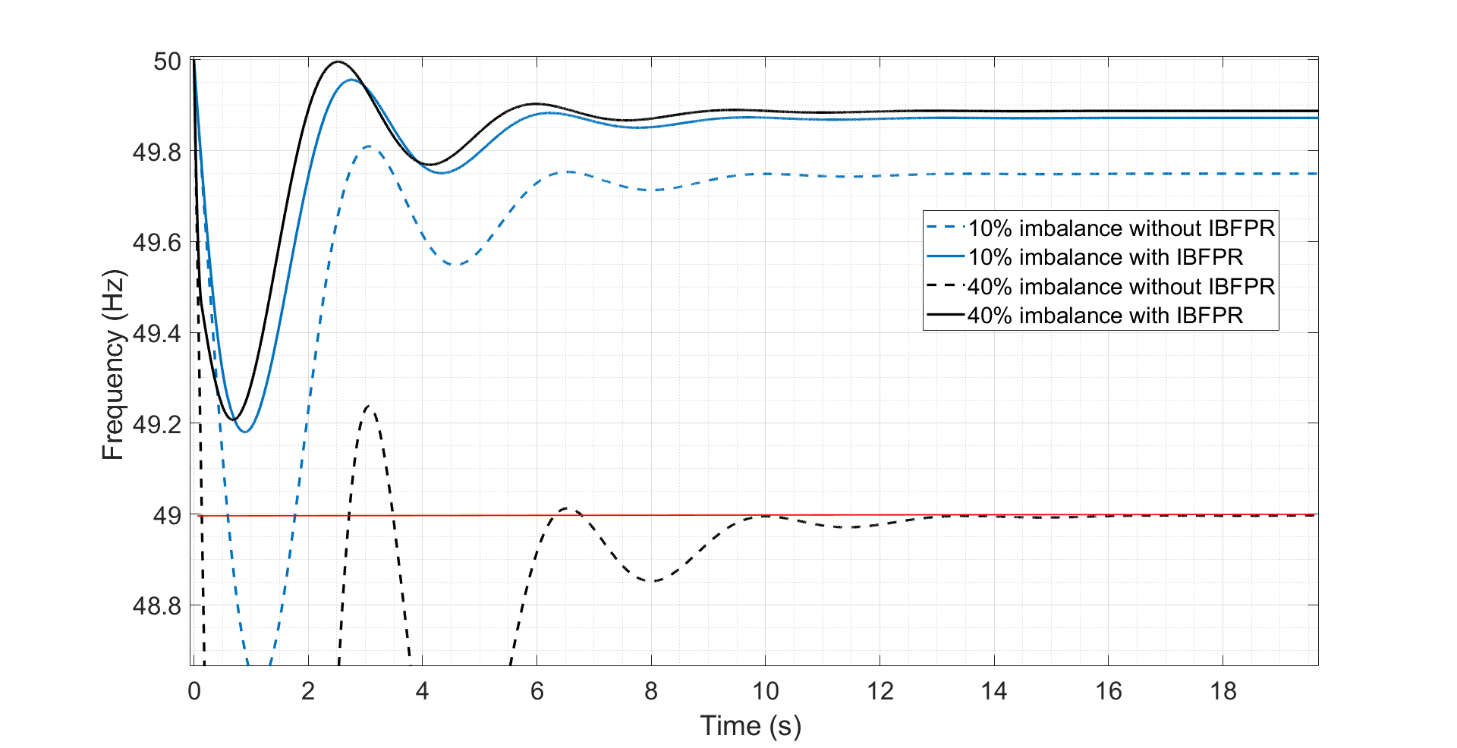 50
49.8
49.6
49.4
49.2
49
48.8
Frequency (Hz)
10% imbalance without IBFPR
10% imbalance with IBFPR
40% imbalance without IBFPR
40% imbalance with IBFPR
0 2 4 6 8 10 12 14 16 18
Time (s)